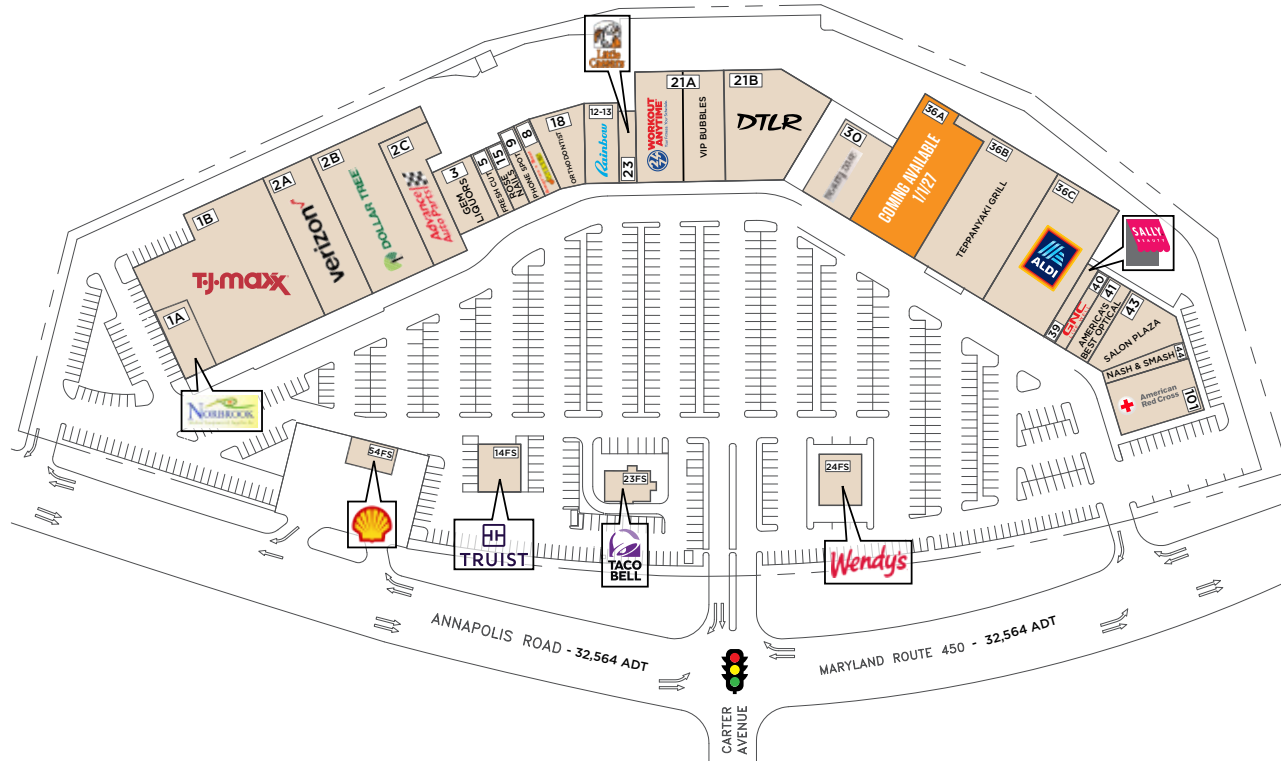 Little
Caesars
21A
21B
WORKOUT
ANYTIME
24
VIP BUBBLES
DTLR
12-13
Rainbow
23
18
ORTHODONTIST
8
PHONE SPOT
9
ROSE
NAILS
15
FRESH CUT
5
3
GEM
LIQUORS
2C
Advance
Auto Parts
2B
DOLLAR TREE
2A
verizon
1B
T.J.maxx
1A
NORBROOK
30
36A
COMING AVAILABLE
1/1/27
36B
TEPPANYAKI GRILL
36C
ALDI
SALLY
BEAUTY
39
GNC
40
41
AMERICA'S
BEST OPTICAL
43
SALON PLAZA
44
NASH & SMASH
American
Red Cross
101
54FS
14FS
TRUIST
23FS
TACO
BELL
24FS
Wendy's
ANNAPOLIS ROAD - 32,564 ADT
MARYLAND ROUTE 450 - 32,564 ADT
CARTER
AVENUE